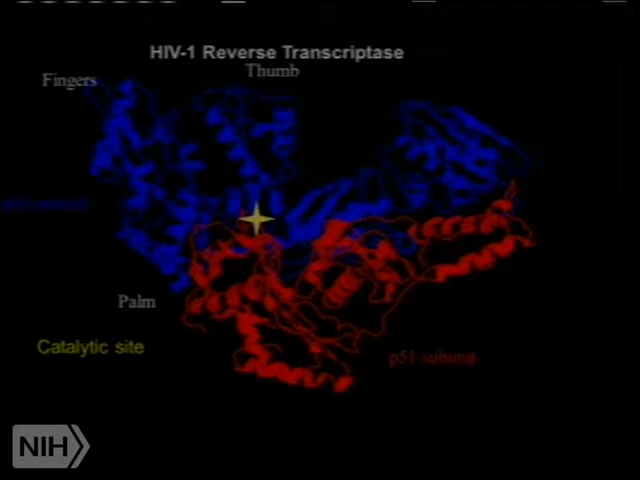 HIV-1 Reverse Transcriptase
Thumb
Fingers
Palm
Catalytic site
p51 subunit
NIH